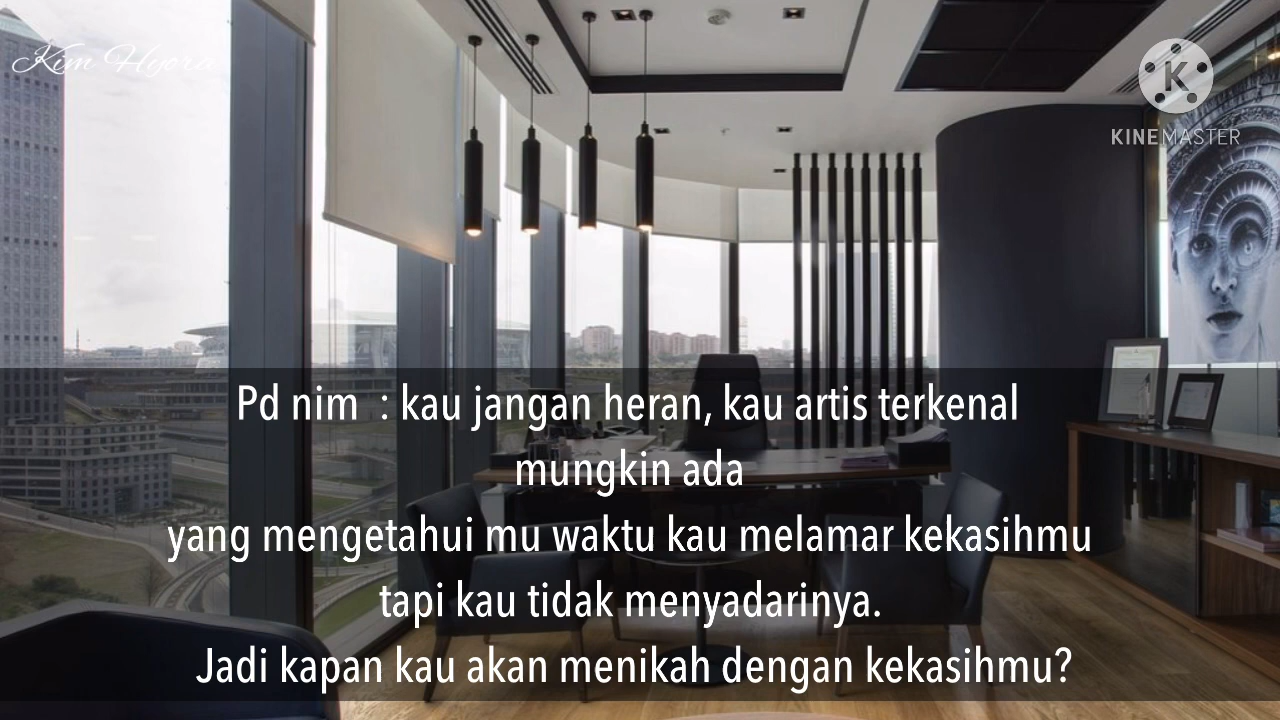 Kim Hyora
KINEMASTER
Pd nim : kau jangan heran, kau artis terkenal
mungkin ada
yang mengetahui mu waktu kau melamar kekasihmu
tapi kau tidak menyadarinya.
Jadi kapan kau akan menikah dengan kekasihmu?